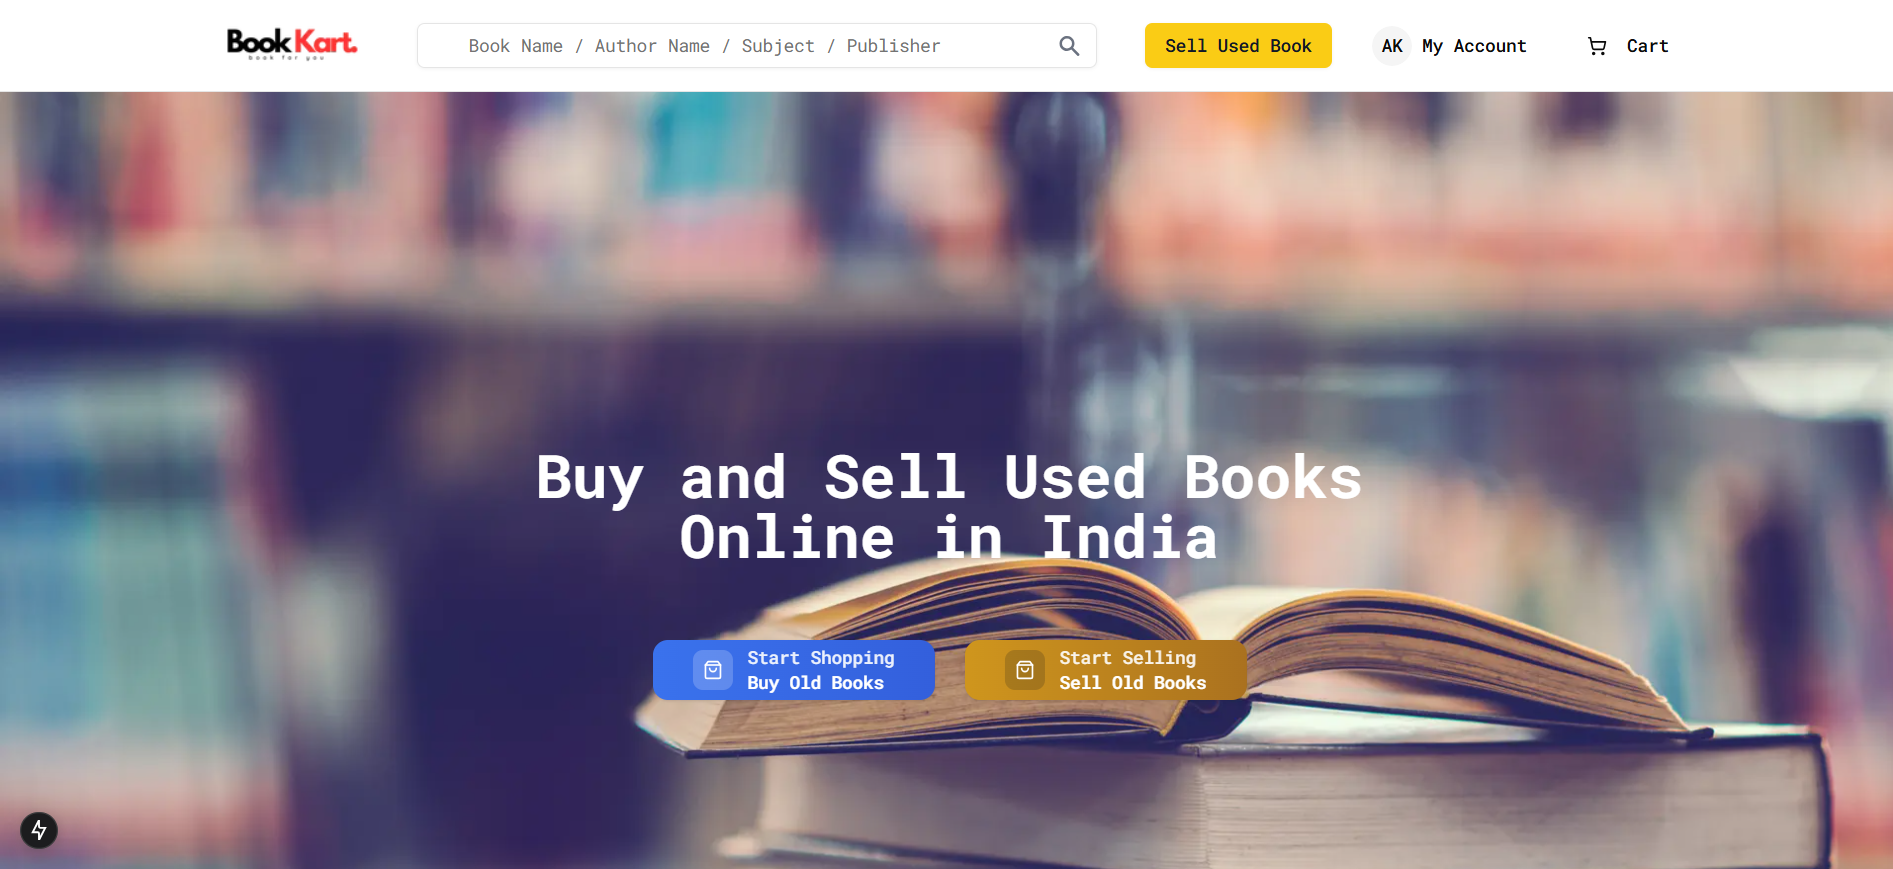 BookKart.
Book for you
Book Name / Author Name / Subject / Publisher
Sell Used Book
AK My Account
Cart
Buy and Sell Used Books
Online in India
Start Shopping
Buy Old Books
Start Selling
Sell Old Books